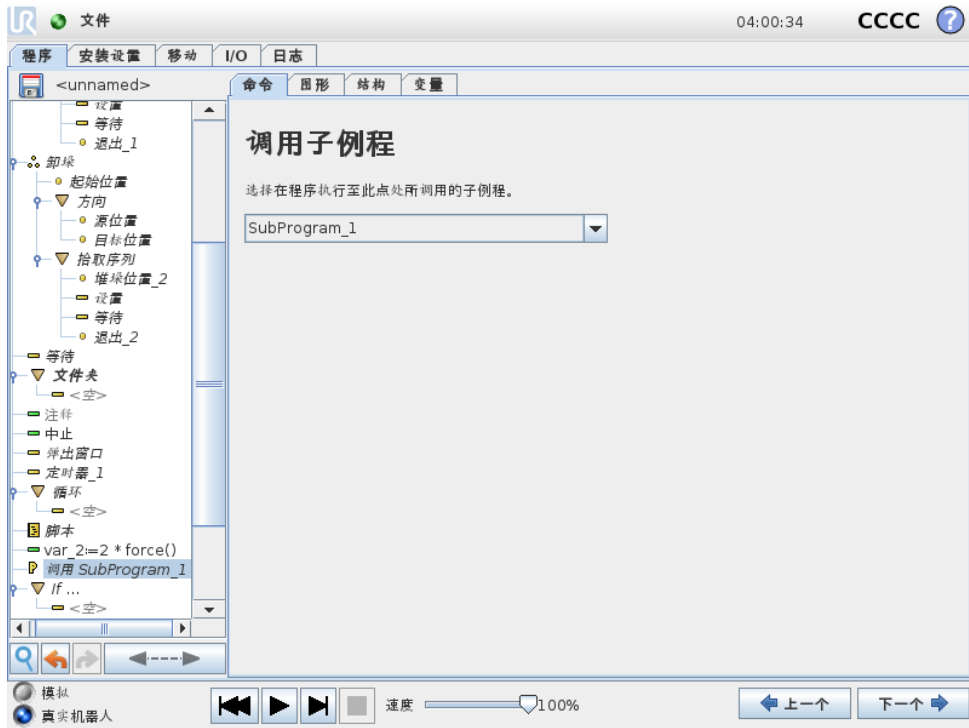 UR 文件 04:00:34 CCCC ?
程序 安装设置 移动 I/O 日志
<unnamed> 命令 图形 结构 变量
设置
等待
退出_1
卸垛
起始位置
方向
源位置
目标位置
拾取序列
堆垛位置_2
设置
等待
退出_2
等待
文件夹
<空>
注释
中止
弹出窗口
定时器_1
循环
<空>
脚本
var_2:=2 * force()
调用 SubProgram_1
If ...
<空>
调用子例程
选择在程序执行至此点处所调用的子例程。
SubProgram_1
模拟
真实机器人
速度 100%
上一个 下一个